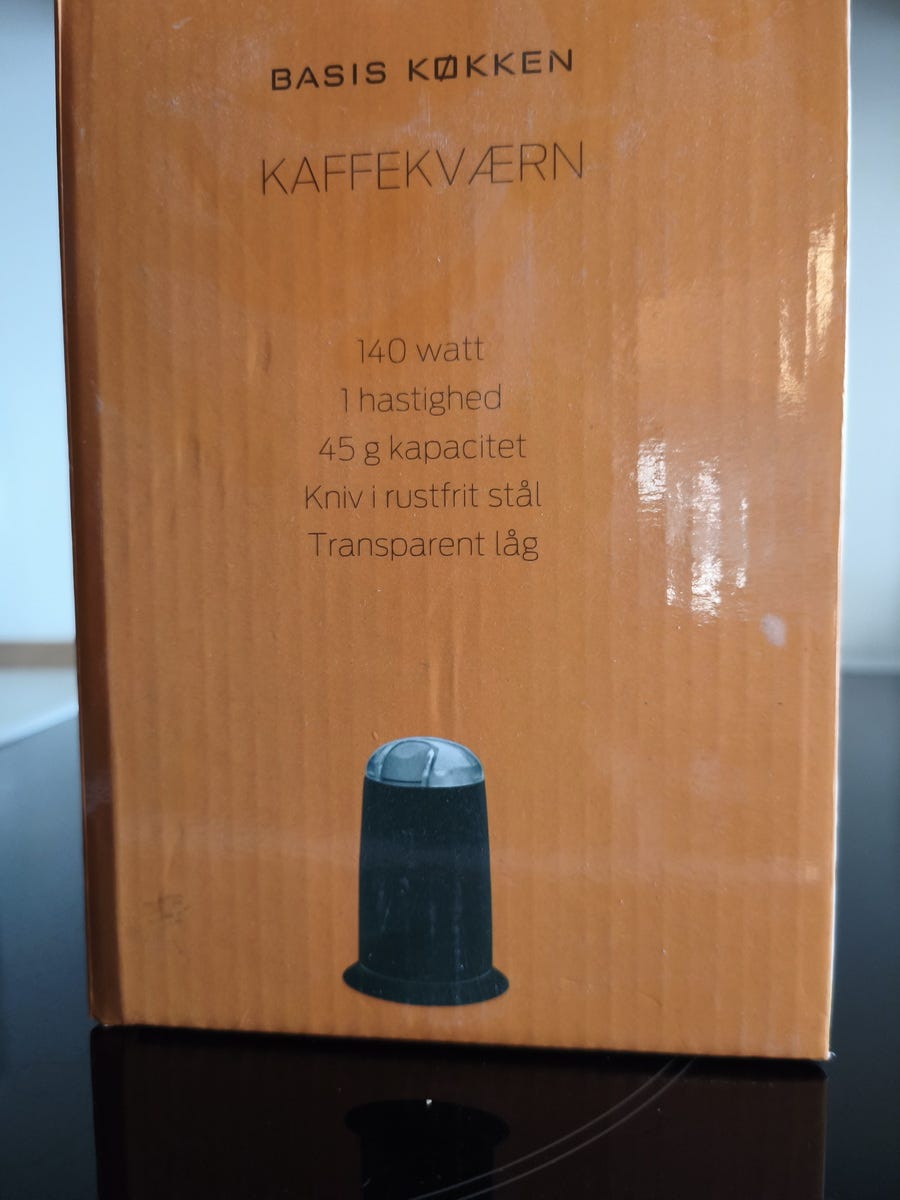 BASIS KØKKEN
KAFFEKVÆRN
140 watt
1 hastighed
45 g kapacitet
Kniv i rustfrit stål
Transparent låg